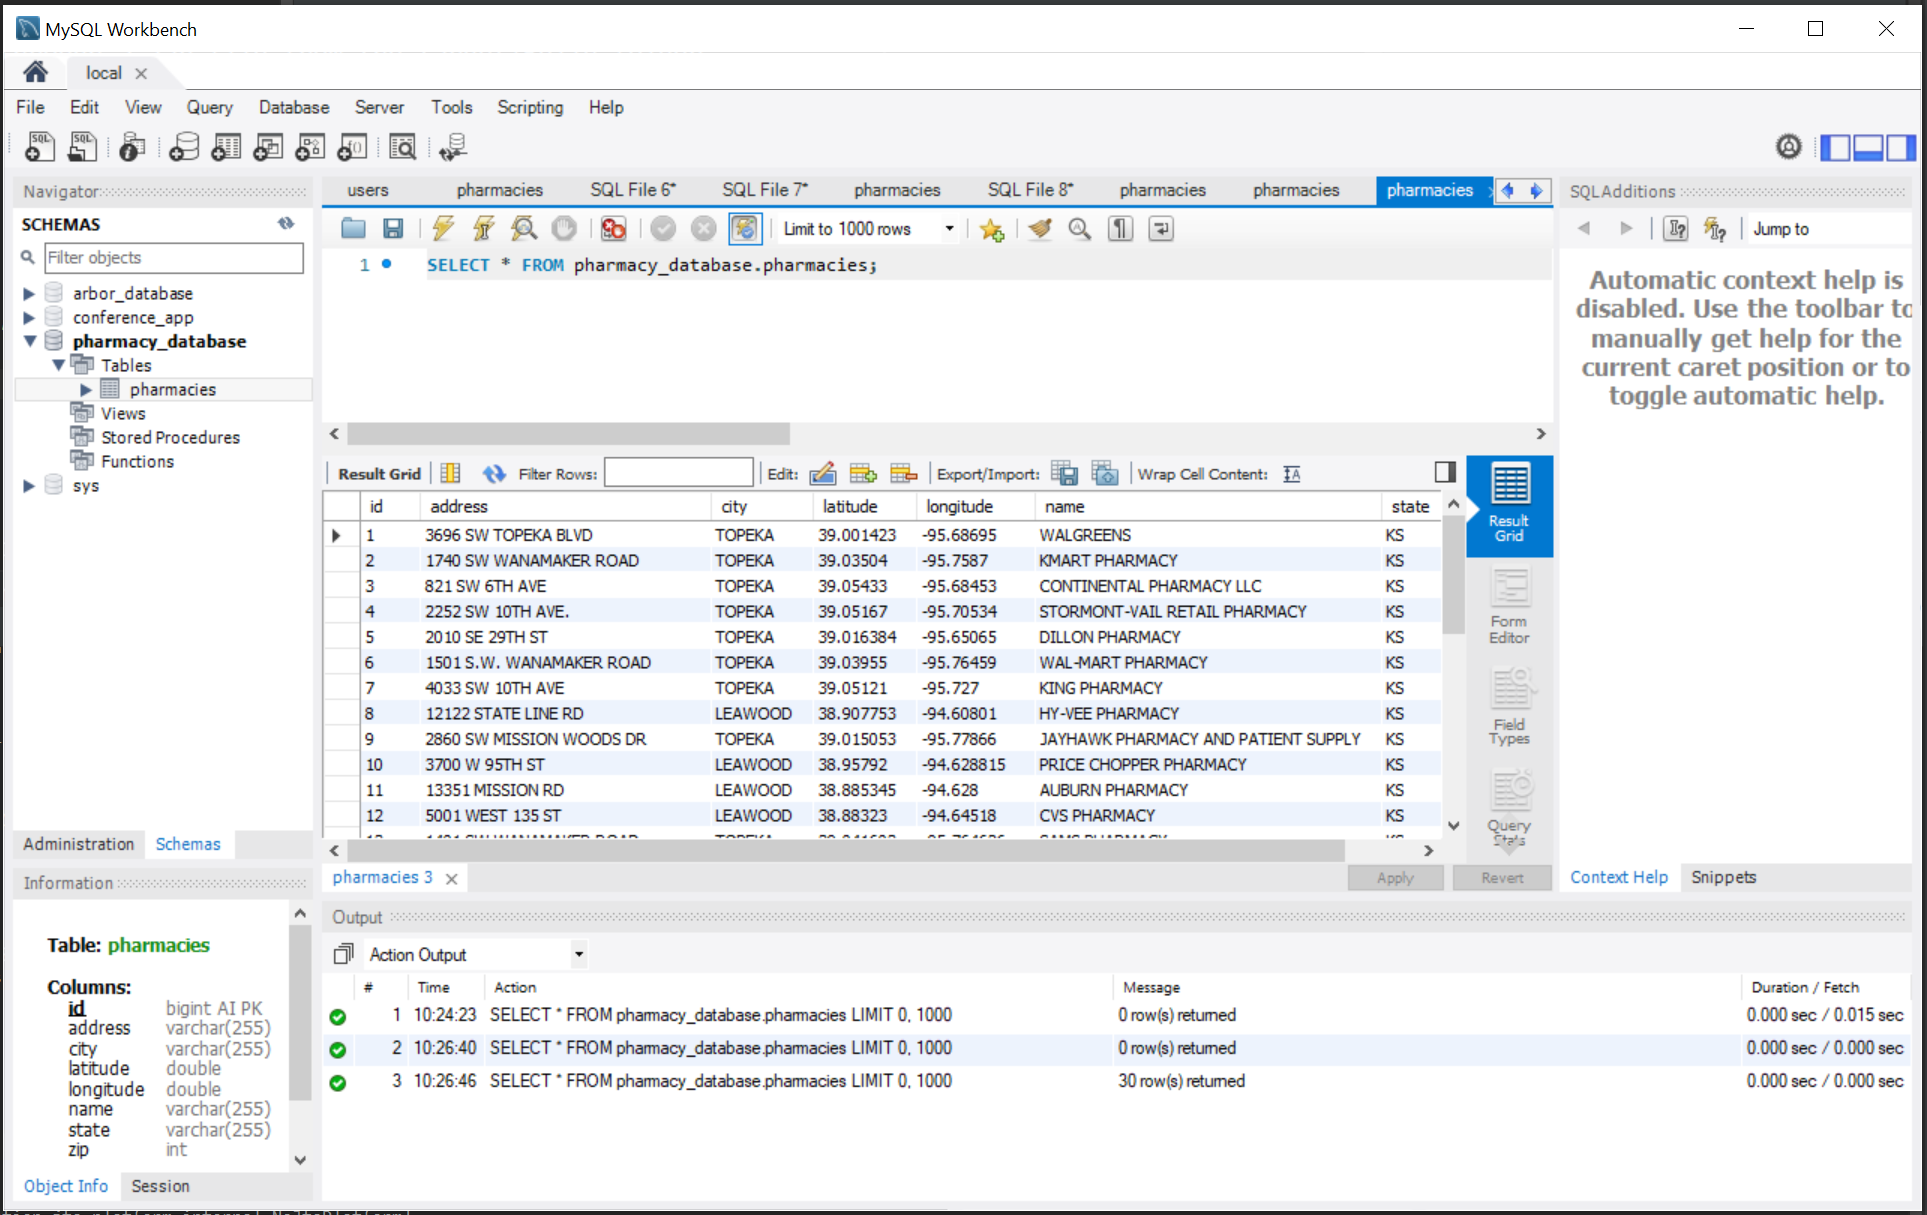 MySQL Workbench
local
File Edit View Query Database Server Tools Scripting Help
Navigator
SCHEMAS
Filter objects
arbor_database
conference_app
pharmacy_database
Tables
pharmacies
Views
Stored Procedures
Functions
sys
Administration Schemas
Information
Table: pharmacies
Columns:
id bigint AI PK
address varchar(255)
city varchar(255)
latitude double
longitude double
name varchar(255)
state varchar(255)
zip int
Object Info Session
users pharmacies SQL File 6* SQL File 7* pharmacies SQL File 8* pharmacies pharmacies pharmacies
Limit to 1000 rows
1 SELECT * FROM pharmacy_database.pharmacies;
Result Grid Filter Rows: Edit: Export/Import: Wrap Cell Content:
id address city latitude longitude name state
1 3696 SW TOPEKA BLVD TOPEKA 39.001423 -95.68695 WALGREENS KS
2 1740 SW WANAMAKER ROAD TOPEKA 39.03504 -95.7587 KMART PHARMACY KS
3 821 SW 6TH AVE TOPEKA 39.05433 -95.68453 CONTINENTAL PHARMACY LLC KS
4 2252 SW 10TH AVE. TOPEKA 39.05167 -95.70534 STORMONT-VAIL RETAIL PHARMACY KS
5 2010 SE 29TH ST TOPEKA 39.016384 -95.65065 DILLON PHARMACY KS
6 1501 S.W. WANAMAKER ROAD TOPEKA 39.03955 -95.76459 WAL-MART PHARMACY KS
7 4033 SW 10TH AVE TOPEKA 39.05121 -95.727 KING PHARMACY KS
8 12122 STATE LINE RD LEAWOOD 38.907753 -94.60801 HY-VEE PHARMACY KS
9 2860 SW MISSION WOODS DR TOPEKA 39.015053 -95.77866 JAYHAWK PHARMACY AND PATIENT SUPPLY KS
10 3700 W 95TH ST LEAWOOD 38.95792 -94.628815 PRICE CHOPPER PHARMACY KS
11 13351 MISSION RD LEAWOOD 38.885345 -94.628 AUBURN PHARMACY KS
12 5001 WEST 135 ST LEAWOOD 38.88323 -94.64518 CVS PHARMACY KS
Result
Grid
Form
Editor
Field
Types
Query
Stats
pharmacies 3
Apply Revert
SQLAdditions
Jump to
Automatic context help is
disabled. Use the toolbar to
manually get help for the
current caret position or to
toggle automatic help.
Context Help Snippets
Output
Action Output
# Time Action Message Duration / Fetch
1 10:24:23 SELECT * FROM pharmacy_database.pharmacies LIMIT 0, 1000 0 row(s) returned 0.000 sec / 0.015 sec
2 10:26:40 SELECT * FROM pharmacy_database.pharmacies LIMIT 0, 1000 0 row(s) returned 0.000 sec / 0.000 sec
3 10:26:46 SELECT * FROM pharmacy_database.pharmacies LIMIT 0, 1000 30 row(s) returned 0.000 sec / 0.000 sec